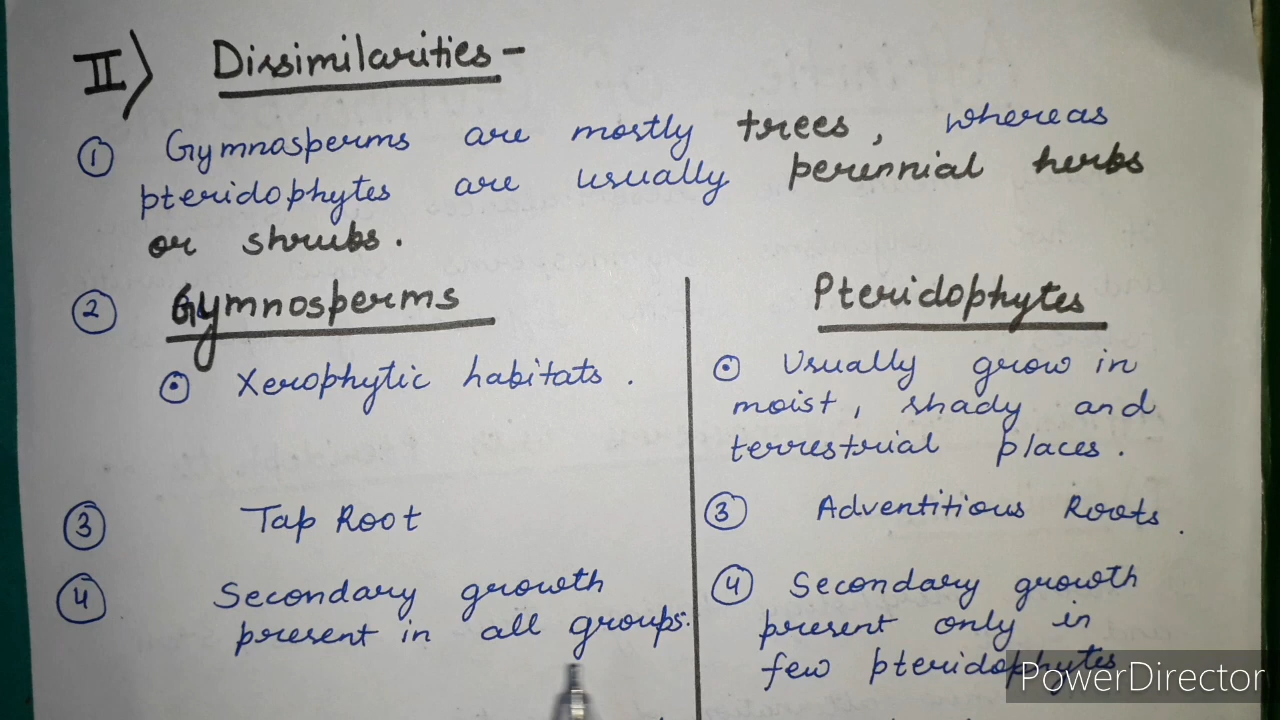 II) Dissimilarities -
① Gymnosperms are mostly trees, whereas
pteridophytes are usually perennial herbs
or shrubs.
② Gymnosperms
⊙ Xerophytic habitats.
③ Tap Root
④ Secondary growth
present in all groups.
Pteridophytes
⊙ Usually grow in
moist, shady and
terrestrial places.
③ Adventitious Roots.
④ Secondary growth
present only in
few pteridophytes
PowerDirector